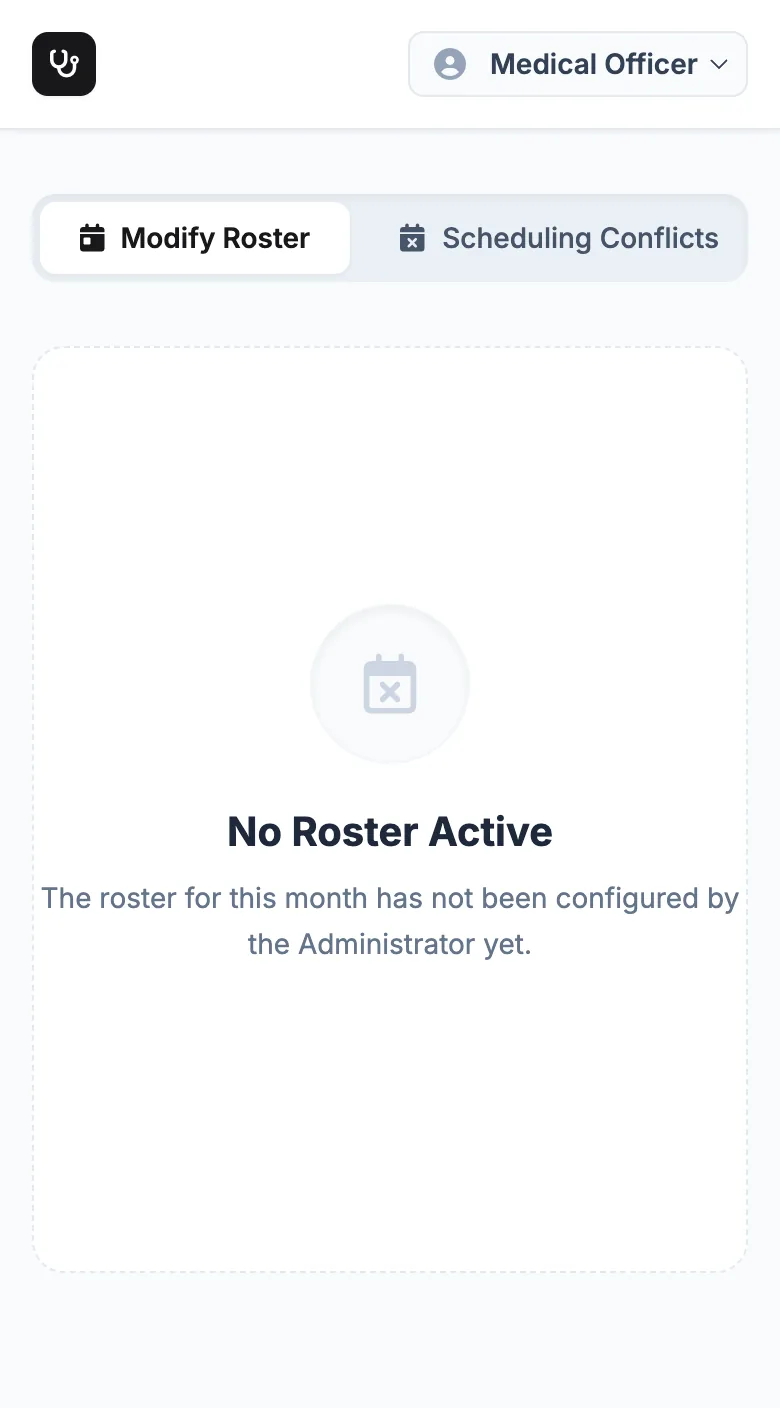 Medical Officer
Modify Roster
Scheduling Conflicts
No Roster Active
The roster for this month has not been configured by
the Administrator yet.